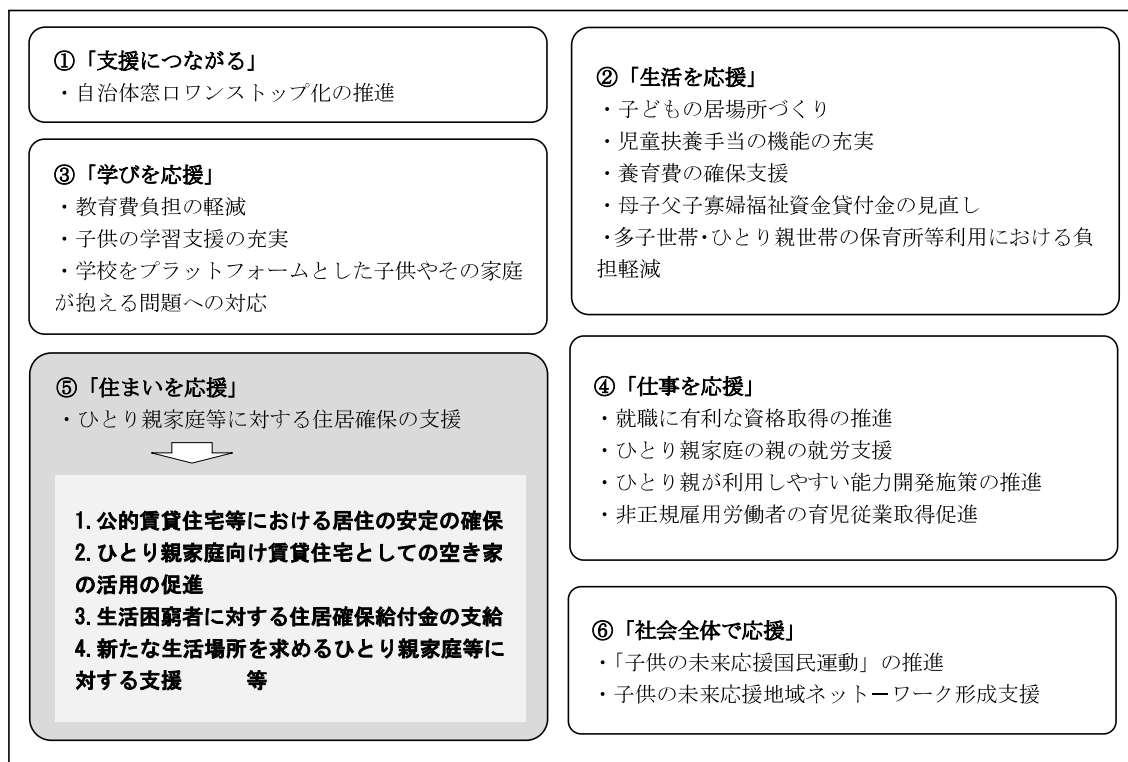 ①「支援につながる」
・自治体窓口ワンストップ化の推進
②「生活を応援」
・子どもの居場所づくり
・児童扶養手当の機能の充実
・養育費の確保支援
・母子父子寡婦福祉資金貸付金の見直し
・多子世帯・ひとり親世帯の保育所等利用における負
担軽減
③「学びを応援」
・教育費負担の軽減
・子供の学習支援の充実
・学校をプラットフォームとした子供やその家庭
が抱える問題への対応
④「仕事を応援」
・就職に有利な資格取得の推進
・ひとり親家庭の親の就労支援
・ひとり親が利用しやすい能力開発施策の推進
・非正規雇用労働者の育児従業取得促進
⑤「住まいを応援」
・ひとり親家庭等に対する住居確保の支援
1.公的賃貸住宅等における居住の安定の確保
2.ひとり親家庭向け賃貸住宅としての空き家
の活用の促進
3.生活困窮者に対する住居確保給付金の支給
4.新たな生活場所を求めるひとり親家庭等に
対する支援　　　等
⑥「社会全体で応援」
・「子供の未来応援国民運動」の推進
・子供の未来応援地域ネットーワーク形成支援